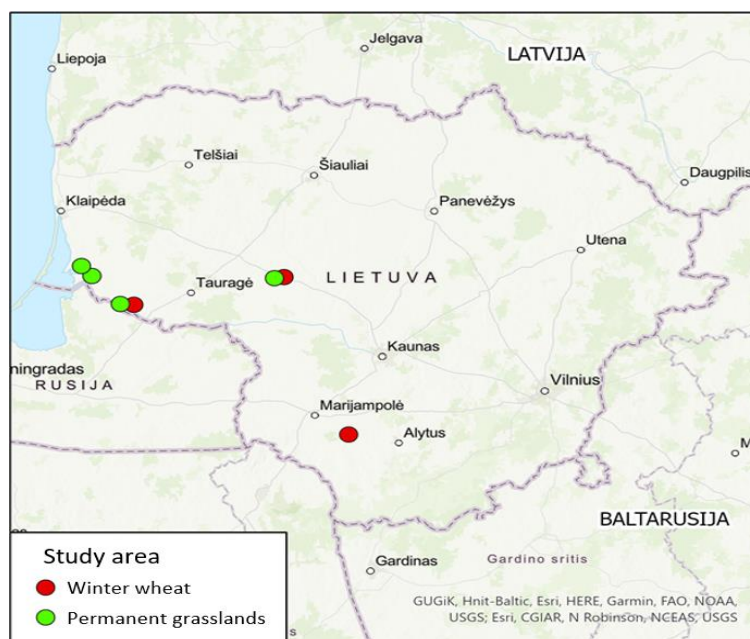 Jelgava
LATVIJA
Liepoja
Telšiai
Šiauliai
Daugpilis
Klaipėda
Panevėžys
Utena
Tauragė
LIETUVA
Kaunas
ningradas
RUSIJA
Vilnius
Marijampolė
Alytus
M
BALTARUSIJA
Gardinas
Gardino sritis
Study area
Winter wheat
Permanent grasslands
s
GUGiK, Hnit-Baltic, Esri, HERE, Garmin, FAO, NOAA,
USGS; Esri, CGIAR, N Robinson, NCEAS, USGS